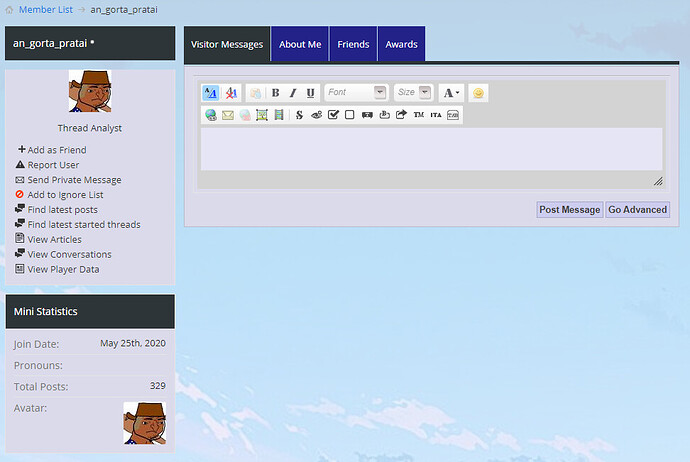 Member List → an_gorta_pratai
an_gorta_pratai *
Thread Analyst
Add as Friend
Report User
Send Private Message
Add to Ignore List
Find latest posts
Find latest started threads
View Articles
View Conversations
View Player Data
Mini Statistics
Join Date: May 25th, 2020
Pronouns:
Total Posts: 329
Avatar:
Visitor Messages About Me Friends Awards
B I U Font Size A
S TM ITA TAB
Post Message Go Advanced